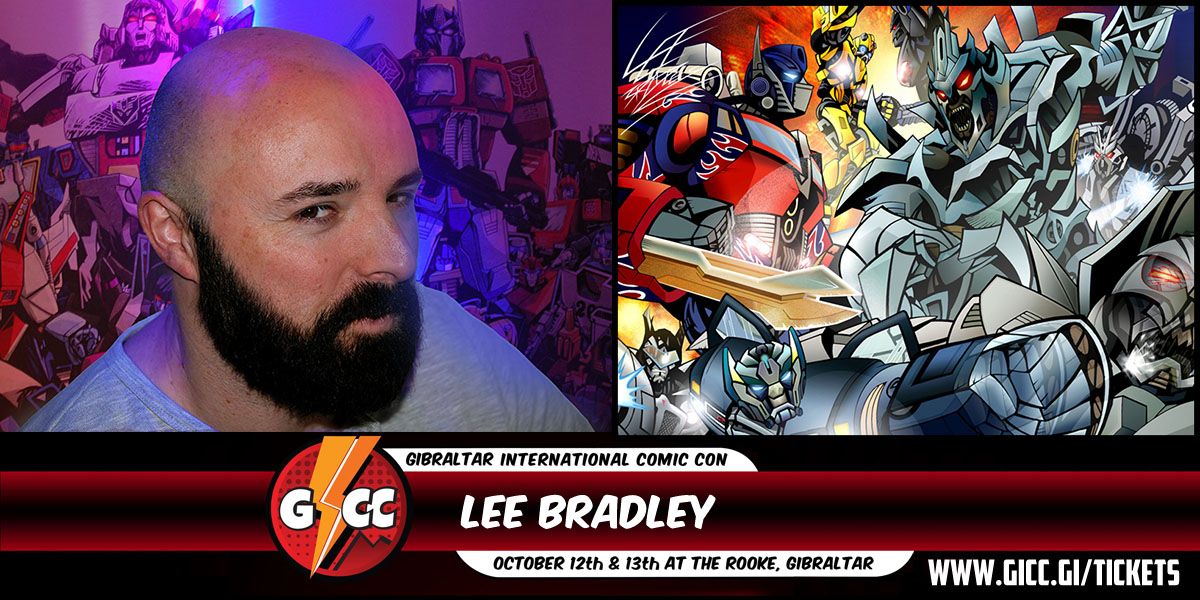 GIBRALTAR INTERNATIONAL COMIC CON
GICC
LEE BRADLEY
OCTOBER 12th & 13th AT THE ROOKE, GIBRALTAR
WWW.GICC.GI/TICKETS